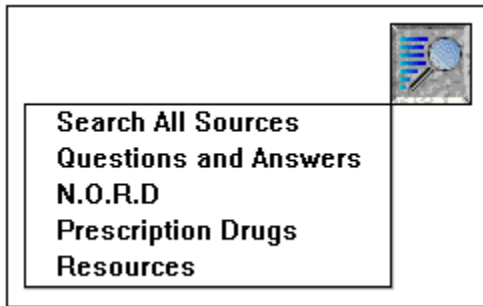 Search All Sources
Questions and Answers
N.O.R.D
Prescription Drugs
Resources